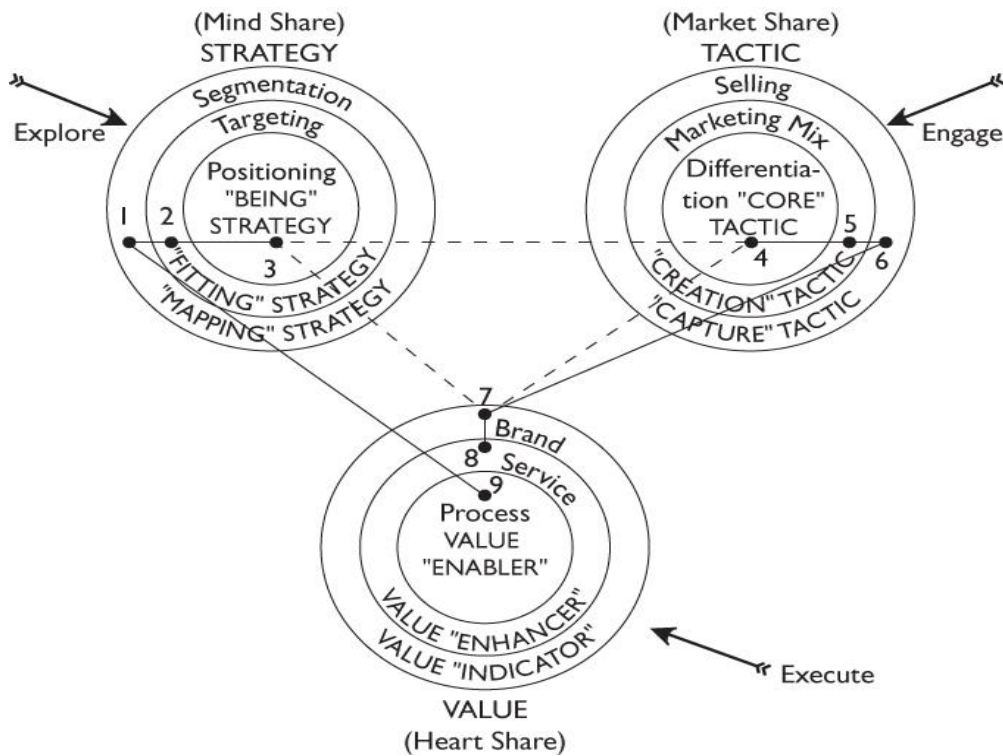 (Mind Share)
STRATEGY
Explore
Segmentation
Targeting
Positioning
"BEING"
STRATEGY
1
2
3
"FITTING" STRATEGY
"MAPPING" STRATEGY
(Market Share)
TACTIC
Engage
Selling
Marketing Mix
Differentia-
tion "CORE"
TACTIC
4
5
6
"CREATION" TACTIC
"CAPTURE" TACTIC
7
Brand
8
Service
9
Process
VALUE
"ENABLER"
VALUE "ENHANCER"
VALUE "INDICATOR"
Execute
VALUE
(Heart Share)